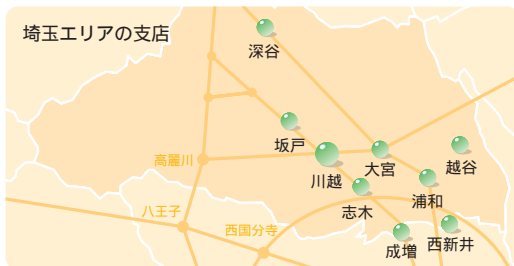 埼玉エリアの支店
深谷
坂戸
高麗川
川越
大宮
越谷
志木
浦和
八王子
西国分寺
成増
西新井